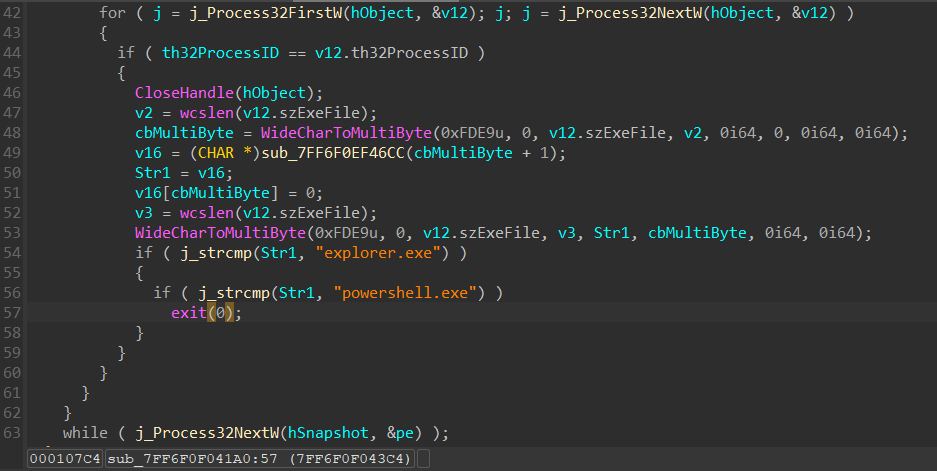 42 for ( j = j_Process32FirstW(hObject, &v12); j; j = j_Process32NextW(hObject, &v12) )
43 {
44 if ( th32ProcessID == v12.th32ProcessID )
45 {
46 CloseHandle(hObject);
47 v2 = wcslen(v12.szExeFile);
48 cbMultiByte = WideCharToMultiByte(0xFDE9u, 0, v12.szExeFile, v2, 0i64, 0, 0i64, 0i64);
49 v16 = (CHAR *)sub_7FF6F0EF46CC(cbMultiByte + 1);
50 Str1 = v16;
51 v16[cbMultiByte] = 0;
52 v3 = wcslen(v12.szExeFile);
53 WideCharToMultiByte(0xFDE9u, 0, v12.szExeFile, v3, Str1, cbMultiByte, 0i64, 0i64);
54 if ( j_strcmp(Str1, "explorer.exe") )
55 {
56 if ( j_strcmp(Str1, "powershell.exe") )
57 exit(0);
58 }
59 }
60 }
61 }
62 }
63 while ( j_Process32NextW(hSnapshot, &pe) );
000107C4 sub_7FF6F0F041A0:57 (7FF6F0F043C4)